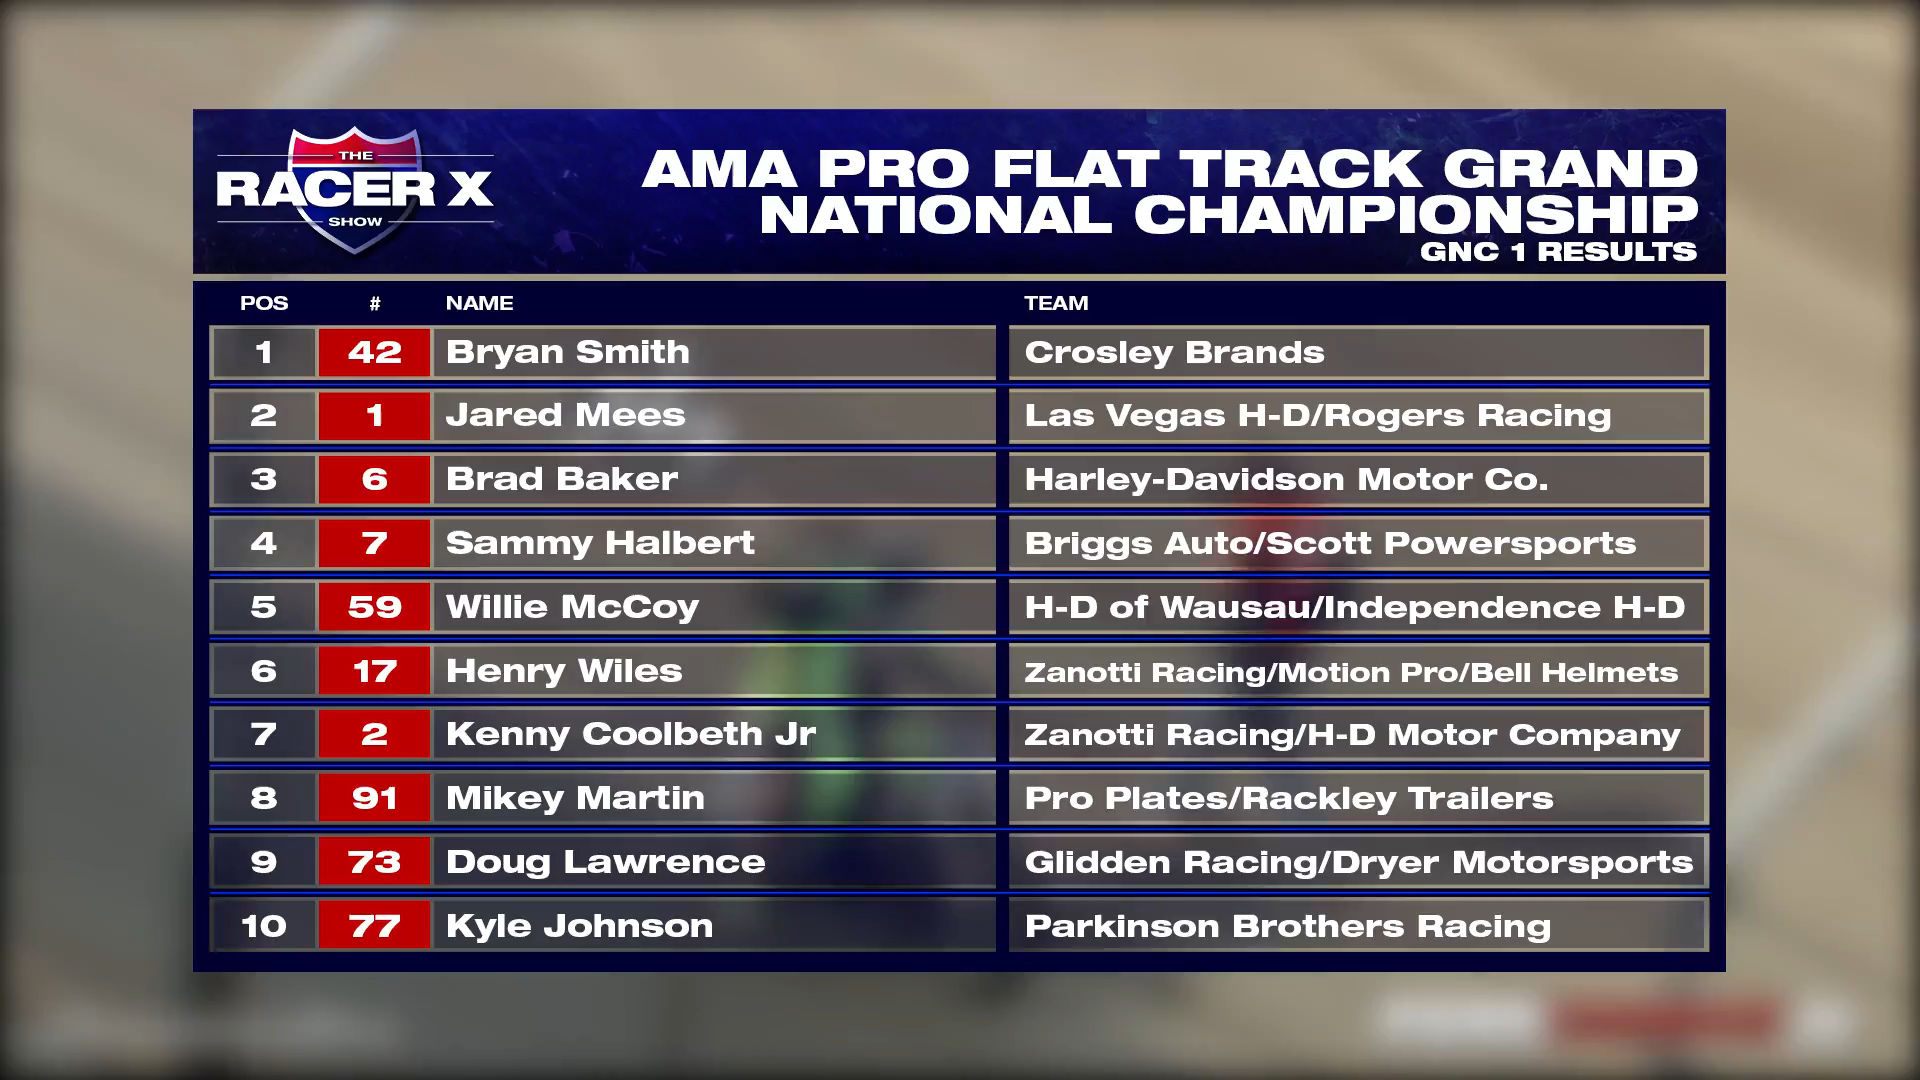 THE
RACER X
SHOW
AMA PRO FLAT TRACK GRAND
NATIONAL CHAMPIONSHIP
GNC 1 RESULTS
POS # NAME TEAM
1 42 Bryan Smith Crosley Brands
2 1 Jared Mees Las Vegas H-D/Rogers Racing
3 6 Brad Baker Harley-Davidson Motor Co.
4 7 Sammy Halbert Briggs Auto/Scott Powersports
5 59 Willie McCoy H-D of Wausau/Independence H-D
6 17 Henry Wiles Zanotti Racing/Motion Pro/Bell Helmets
7 2 Kenny Coolbeth Jr Zanotti Racing/H-D Motor Company
8 91 Mikey Martin Pro Plates/Rackley Trailers
9 73 Doug Lawrence Glidden Racing/Dryer Motorsports
10 77 Kyle Johnson Parkinson Brothers Racing